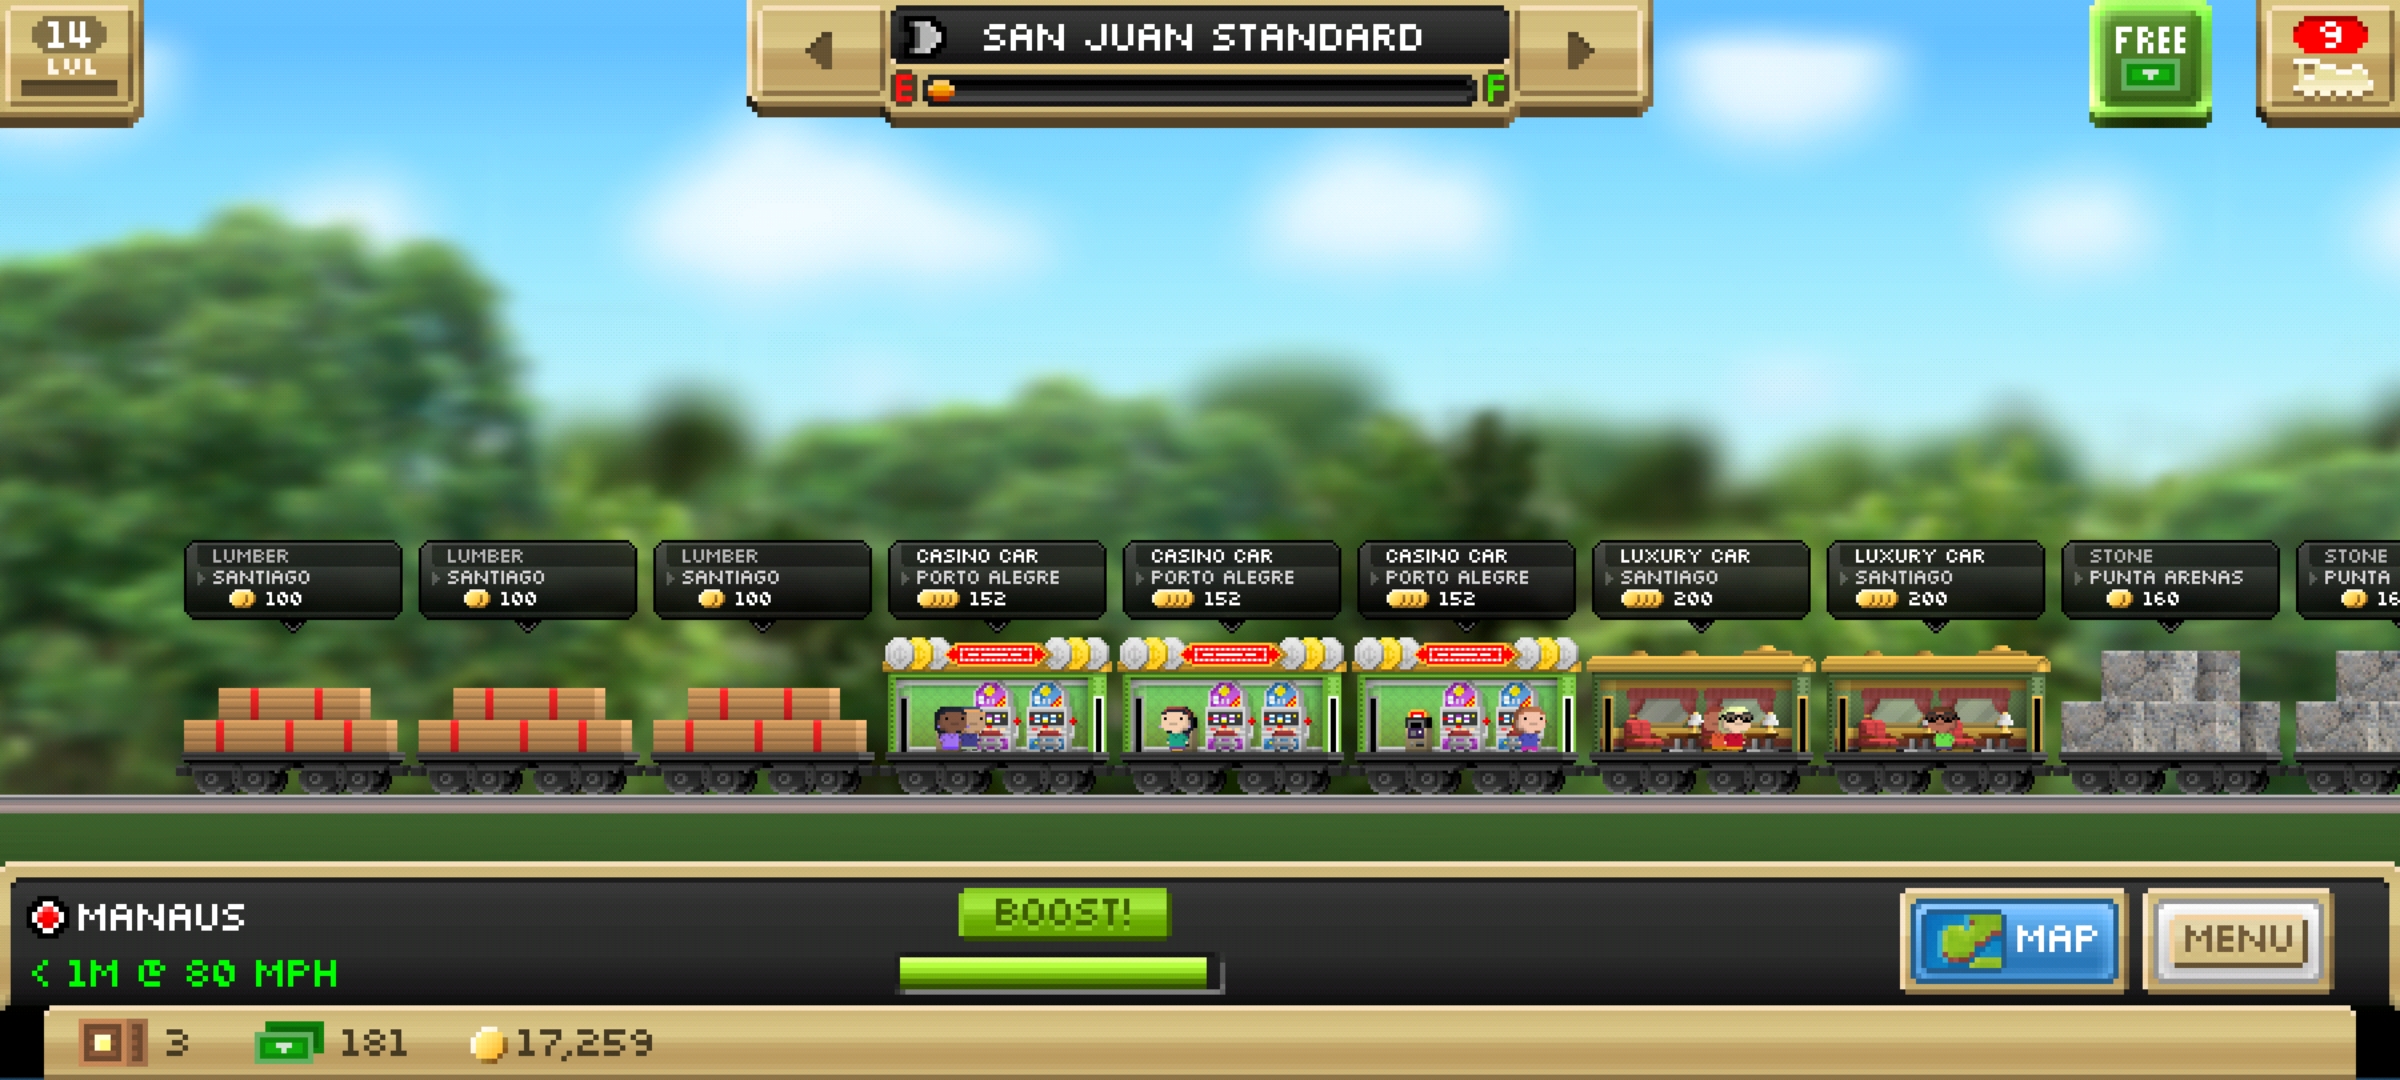 14
LVL
SAN JUAN STANDARD
E F
FREE
9
LUMBER
SANTIAGO
100
LUMBER
SANTIAGO
100
LUMBER
SANTIAGO
100
CASINO CAR
PORTO ALEGRE
152
CASINO CAR
PORTO ALEGRE
152
CASINO CAR
PORTO ALEGRE
152
LUXURY CAR
SANTIAGO
200
LUXURY CAR
SANTIAGO
200
STONE
PUNTA ARENAS
160
STONE
PUNTA
16
MANAUS
< 1M @ 80 MPH
BOOST!
MAP
MENU
3
181
17,259